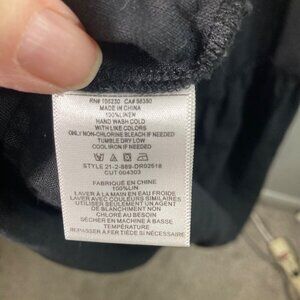 RN# 105230 CA# 58350
MADE IN CHINA
100%LINEN
HAND WASH COLD
WITH LIKE COLORS
ONLY NON-CHLORINE BLEACH IF NEEDED
TUMBLE DRY LOW
COOL IRON IF NEEDED
STYLE 21-2-889-DR02618
CUT 004303
FABRIQUÉ EN CHINE
100%LIN
LAVER À LA MAIN EN EAU FROIDE
LAVER AVEC COULEURS SIMILAIRES
UTILISER SEULEMENT UN AGENT
DE BLANCHIMENT NON
CHLORÉ AU BESOIN
SÉCHER EN MACHINE À BASSE
TEMPÉRATURE
REPASSER À FER TIÈDE SI NÉCESSAIRE